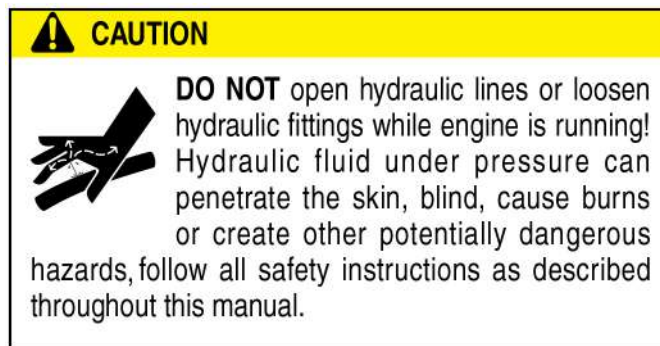 CAUTION
DO NOT open hydraulic lines or loosen
hydraulic fittings while engine is running!
Hydraulic fluid under pressure can
penetrate the skin, blind, cause burns
or create other potentially dangerous
hazards, follow all safety instructions as described
throughout this manual.